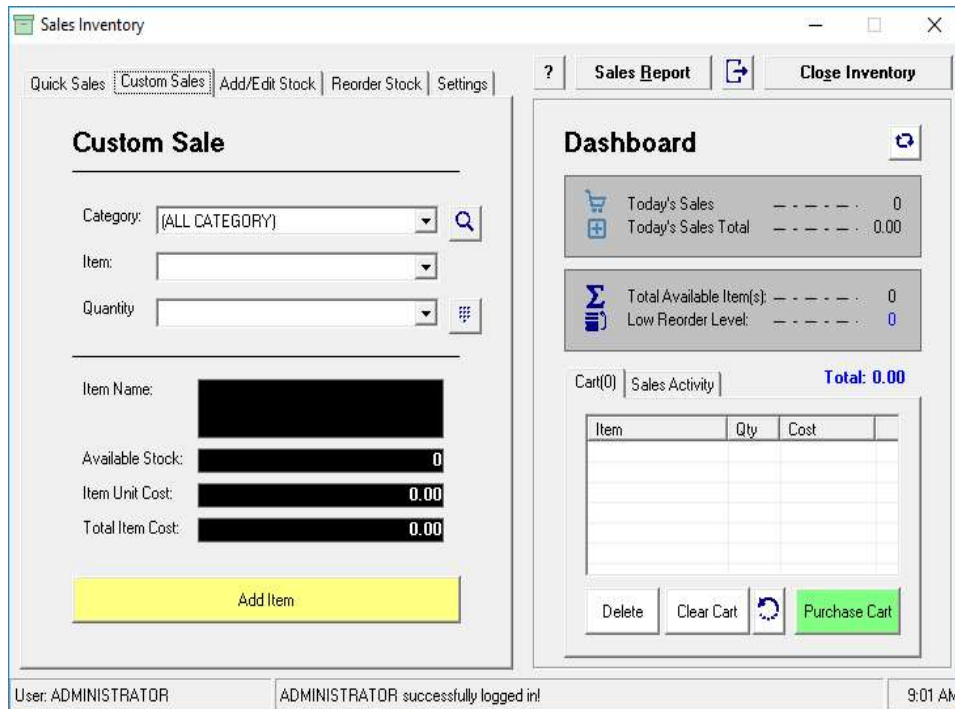 Sales Inventory
Quick Sales
Custom Sales
Add/Edit Stock
Reorder Stock
Settings
?
Sales Report
Close Inventory
Custom Sale
Category: (ALL CATEGORY)
Item:
Quantity
Item Name:
Available Stock: 0
Item Unit Cost: 0.00
Total Item Cost: 0.00
Add Item
Dashboard
Today's Sales — - — - — - 0
Today's Sales Total — - — - — - 0.00
Total Available Item(s): — - — - — - 0
Low Reorder Level: — - — - — - 0
Cart(0)
Sales Activity
Total: 0.00
Item Qty Cost
Delete
Clear Cart
Purchase Cart
User: ADMINISTRATOR
ADMINISTRATOR successfully logged in!
9:01 AM